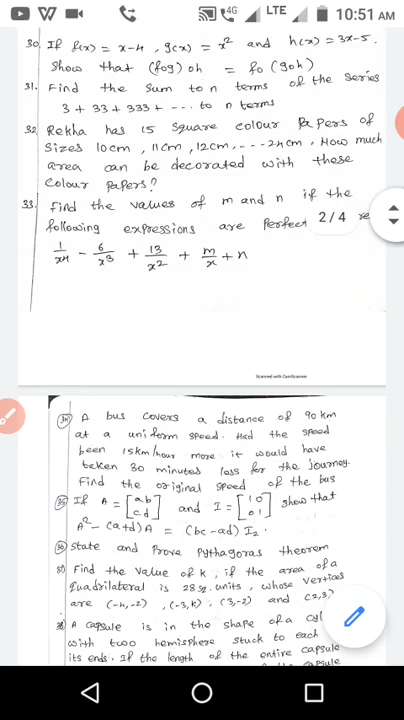 4G LTE 10:51 AM
30. If f(x) = x-4, g(x) = x² and h(x) = 3x-5.
Show that (fog) oh = fo (goh)
31. Find the sum to n terms of the series
3 + 33 + 333 + - - - - to n terms
32. Rekha has 15 square colour papers of
sizes 10cm, 11cm, 12cm, - - - 24cm. How much
area can be decorated with these
colour papers?
33. Find the values of m and n if the
following expressions are Perfect
2/4
1/x4 - 6/x3 + 13/x2 + m/x + n
Scanned with CamScanner
34 A bus covers a distance of 90 km
at a uniform speed. Had the speed
been 15km/hour more it would have
taken 30 minutes less for the journey.
Find the original speed of the bus
35 If A = [a b c d] and I = [1 0 0 1] show that
A² - (a+d)A = (bc-ad) I2.
36 State and Prove Pythagoras theorem
37 Find the value of k, if the area of a
quadrilateral is 28 sq. units, whose vertices
are (-4,-2), (-3,k), (3,-2) and (2,3)
38 A capsule is in the shape of a
with two hemisphere stuck to each
its ends. If the length of the entire capsule